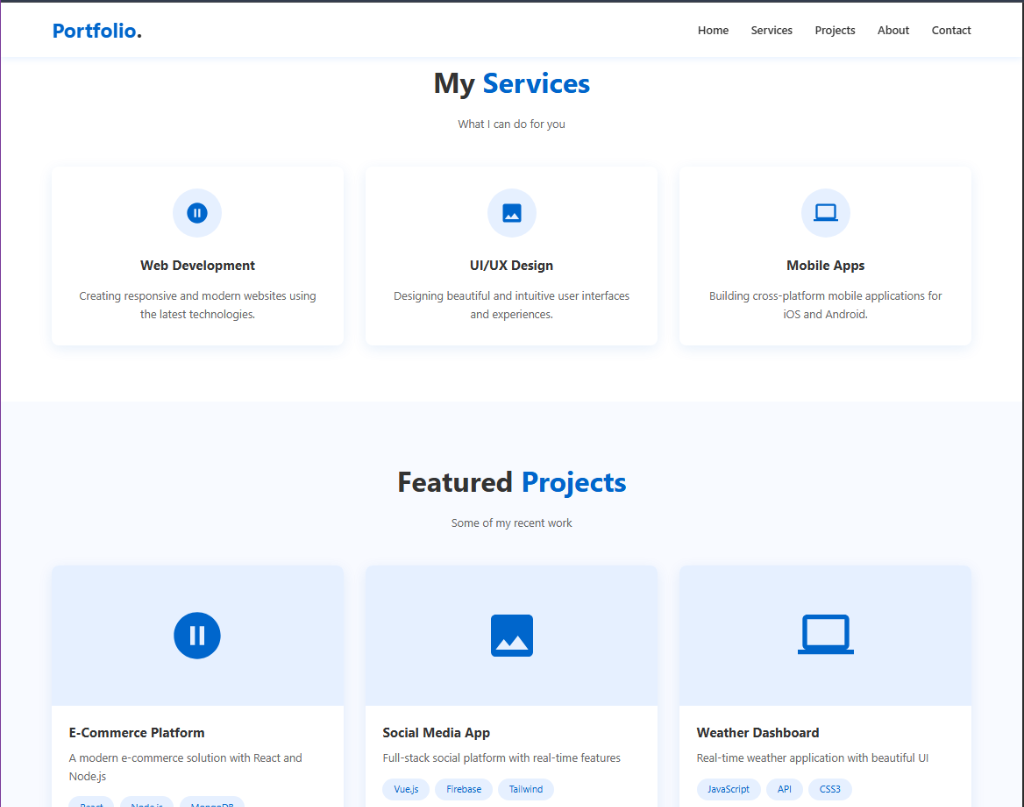 Portfolio.
Home Services Projects About Contact
My Services
What I can do for you
Web Development
Creating responsive and modern websites using
the latest technologies.
UI/UX Design
Designing beautiful and intuitive user interfaces
and experiences.
Mobile Apps
Building cross-platform mobile applications for
iOS and Android.
Featured Projects
Some of my recent work
E-Commerce Platform
A modern e-commerce solution with React and
Node.js
React Node.js MongoDB
Social Media App
Full-stack social platform with real-time features
Vue.js Firebase Tailwind
Weather Dashboard
Real-time weather application with beautiful UI
JavaScript API CSS3